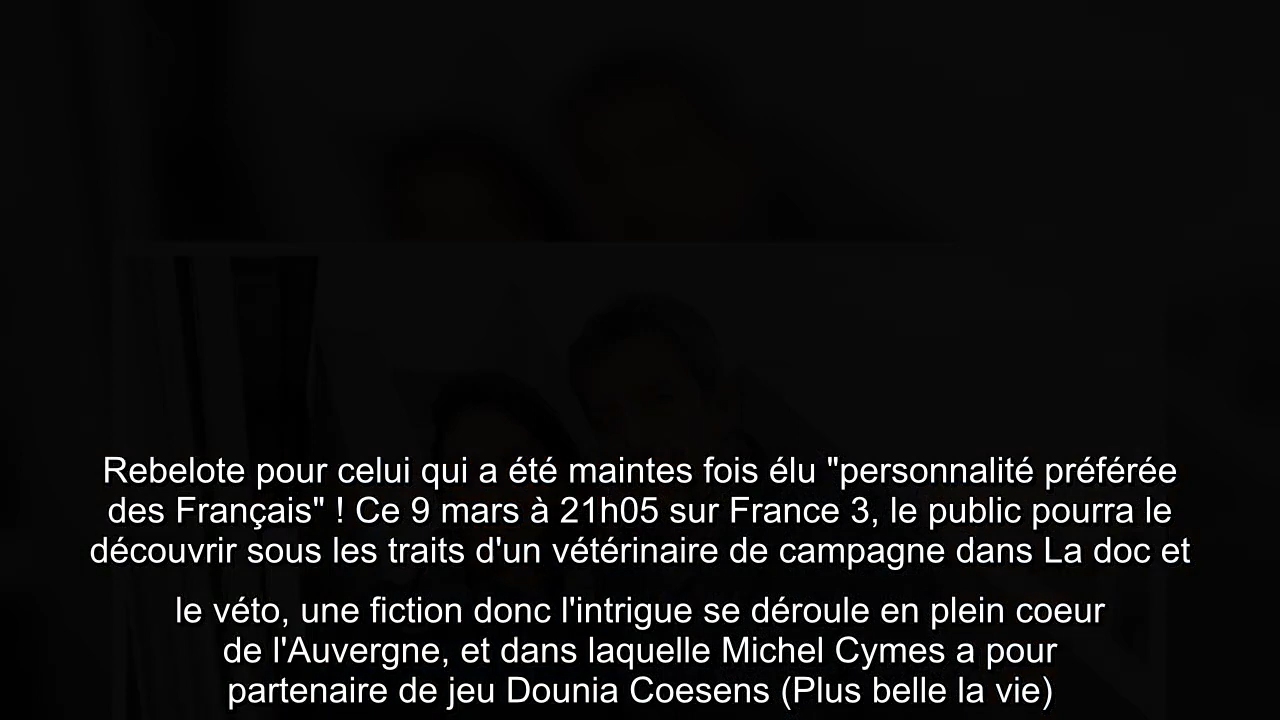 Rebelote pour celui qui a été maintes fois élu "personnalité préférée
des Français" ! Ce 9 mars à 21h05 sur France 3, le public pourra le
découvrir sous les traits d'un vétérinaire de campagne dans La doc et
le véto, une fiction donc l'intrigue se déroule en plein coeur
de l'Auvergne, et dans laquelle Michel Cymes a pour
partenaire de jeu Dounia Coesens (Plus belle la vie)